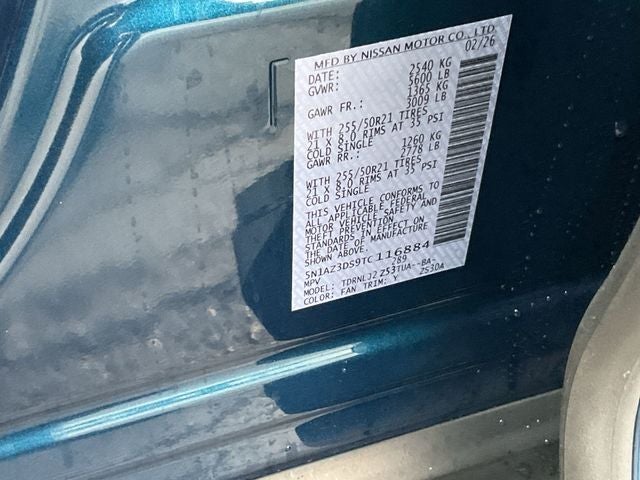 MFD BY NISSAN MOTOR CO., LTD.
DATE: 02/26
GVWR: 2540 KG
5600 LB
GAWR FR.: 1365 KG
3009 LB
WITH 255/50R21 TIRES
21 X 8.0 RIMS AT 35 PSI
COLD SINGLE
GAWR RR.: 1260 KG
2778 LB
WITH 255/50R21 TIRES
21 X 8.0 RIMS AT 35 PSI
COLD SINGLE
THIS VEHICLE CONFORMS TO
ALL APPLICABLE FEDERAL
MOTOR VEHICLE SAFETY AND
THEFT PREVENTION
STANDARDS IN EFFECT ON
THE DATE OF MANUFACTURE
SHOWN ABOVE.
5N1AZ3DS9TC116884
MPV 289
MODEL: TDRNLJZ Z53TUA--BA-
COLOR: FAN TRIM: Y ZS3DA